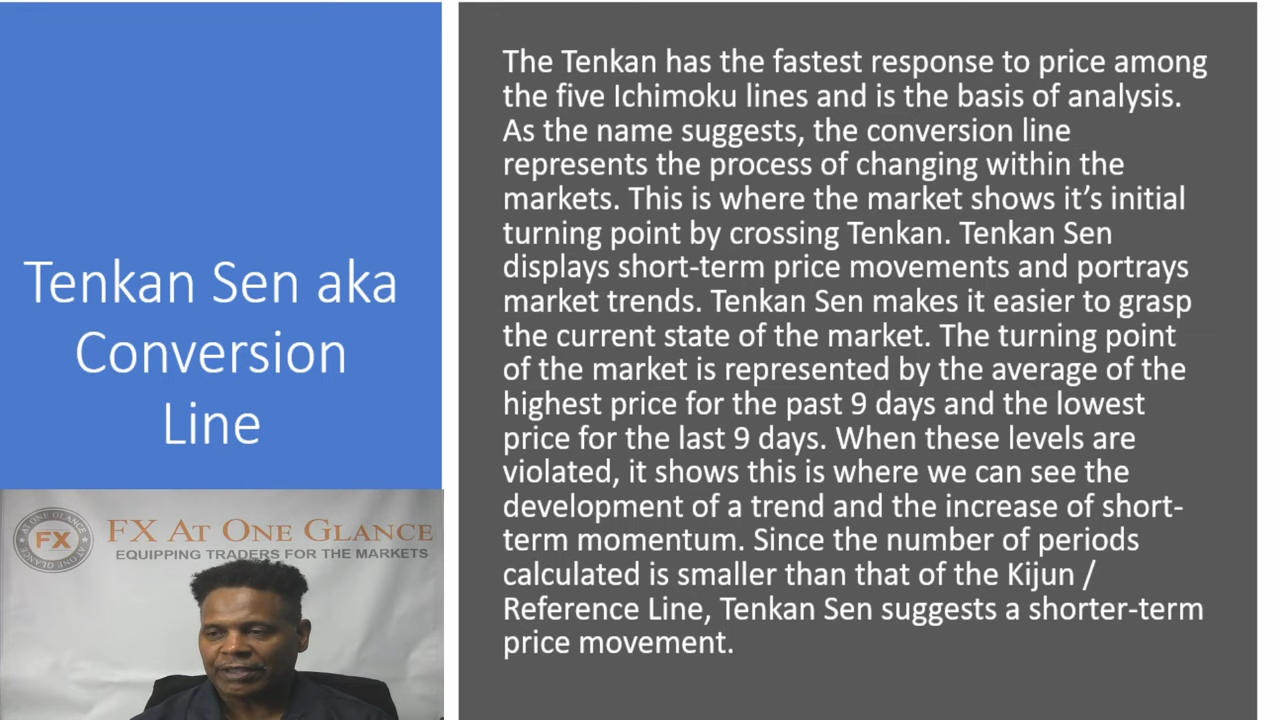 Tenkan Sen aka
Conversion
Line
The Tenkan has the fastest response to price among
the five Ichimoku lines and is the basis of analysis.
As the name suggests, the conversion line
represents the process of changing within the
markets. This is where the market shows it's initial
turning point by crossing Tenkan. Tenkan Sen
displays short-term price movements and portrays
market trends. Tenkan Sen makes it easier to grasp
the current state of the market. The turning point
of the market is represented by the average of the
highest price for the past 9 days and the lowest
price for the last 9 days. When these levels are
violated, it shows this is where we can see the
development of a trend and the increase of short-
term momentum. Since the number of periods
calculated is smaller than that of the Kijun /
Reference Line, Tenkan Sen suggests a shorter-term
price movement.
AT ONE GLANCE
FX
AT ONE GLANCE
FX AT ONE GLANCE
EQUIPPING TRADERS FOR THE MARKETS